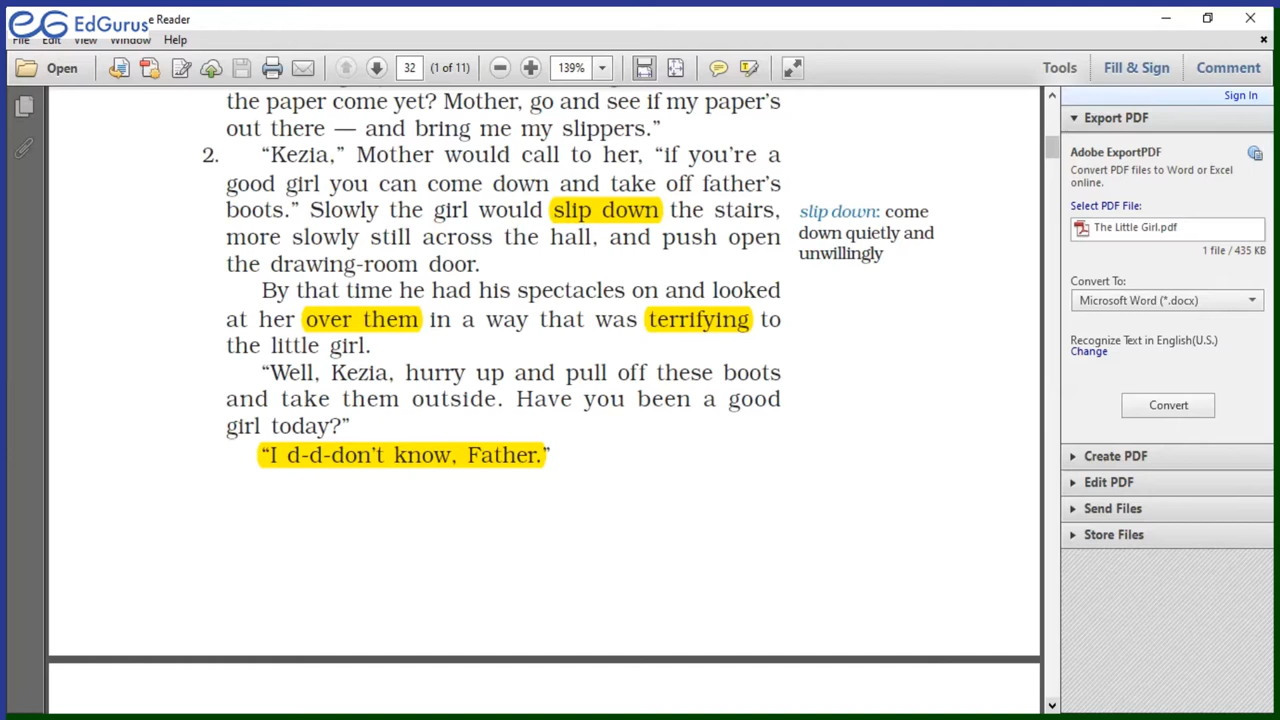 EdGurus e Reader
File Edit View Window Help
Open 32 (1 of 11) 139% Tools Fill & Sign Comment
Sign In
the paper come yet? Mother, go and see if my paper's
out there — and bring me my slippers.”
2. “Kezia,” Mother would call to her, “if you’re a
good girl you can come down and take off father’s
boots.” Slowly the girl would slip down the stairs,
more slowly still across the hall, and push open
the drawing-room door.
slip down: come
down quietly and
unwillingly
By that time he had his spectacles on and looked
at her over them in a way that was terrifying to
the little girl.
“Well, Kezia, hurry up and pull off these boots
and take them outside. Have you been a good
girl today?”
“I d-d-don’t know, Father.”
Export PDF
Adobe ExportPDF
Convert PDF files to Word or Excel
online.
Select PDF File:
The Little Girl.pdf
1 file / 435 KB
Convert To:
Microsoft Word (*.docx)
Recognize Text in English(U.S.)
Change
Convert
Create PDF
Edit PDF
Send Files
Store Files